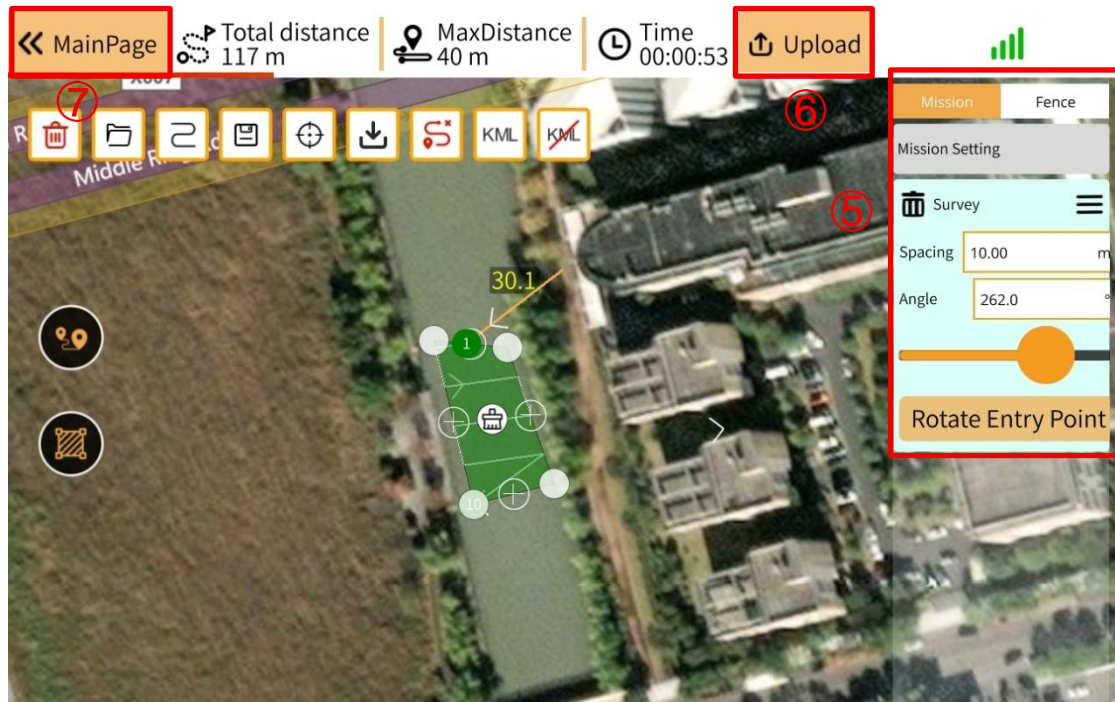 MainPage
Total distance
117 m
MaxDistance
40 m
Time
00:00:53
Upload
⑦
⑥
KML
KML
Middle R
Mission
Fence
Mission Setting
⑤
Survey
Spacing 10.00 m
Angle 262.0 °
Rotate Entry Point
30.1
1
10